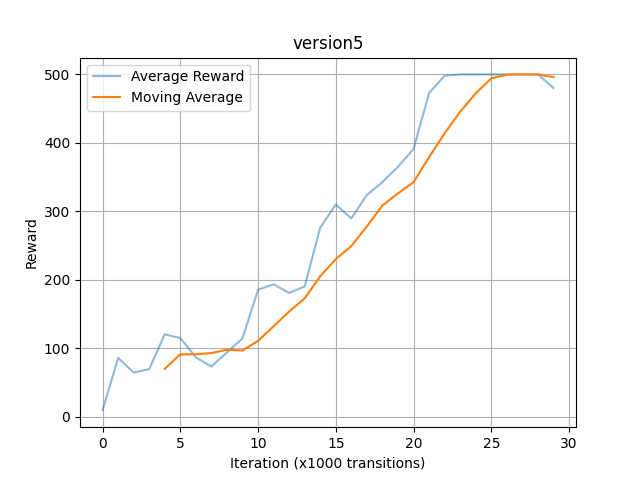 version5
Average Reward
Moving Average
500
400
300
200
100
0
Reward
0 5 10 15 20 25 30
Iteration (x1000 transitions)